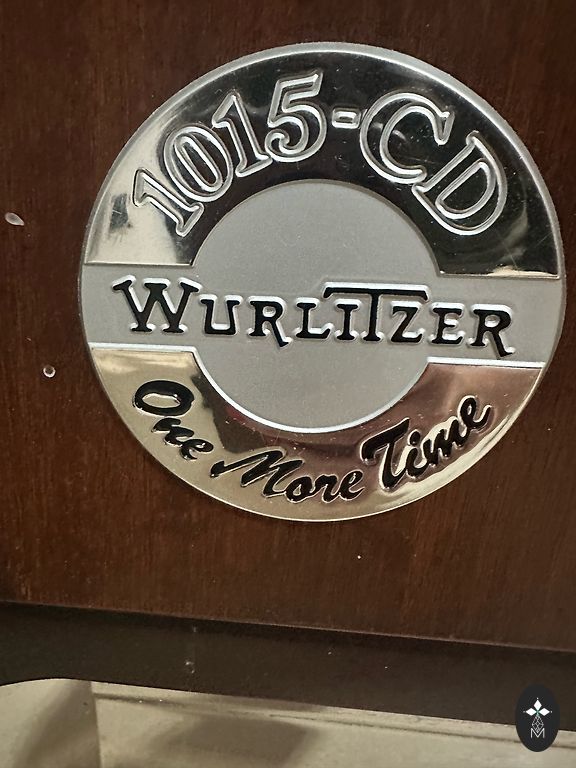 1015-CD
WURLITZER
One More Time
M